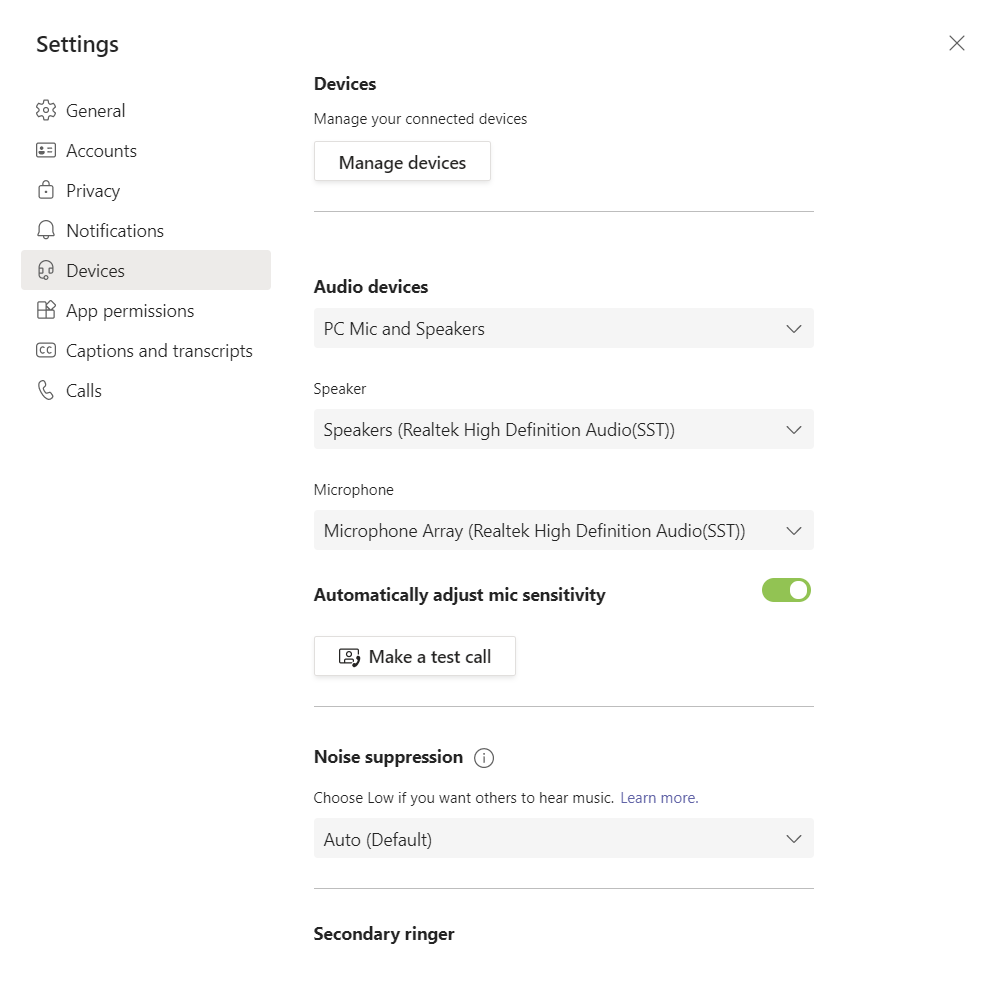 Settings
General
Accounts
Privacy
Notifications
Devices
App permissions
CC Captions and transcripts
Calls
Devices
Manage your connected devices
Manage devices
Audio devices
PC Mic and Speakers
Speaker
Speakers (Realtek High Definition Audio(SST))
Microphone
Microphone Array (Realtek High Definition Audio(SST))
Automatically adjust mic sensitivity
Make a test call
Noise suppression
Choose Low if you want others to hear music. Learn more.
Auto (Default)
Secondary ringer